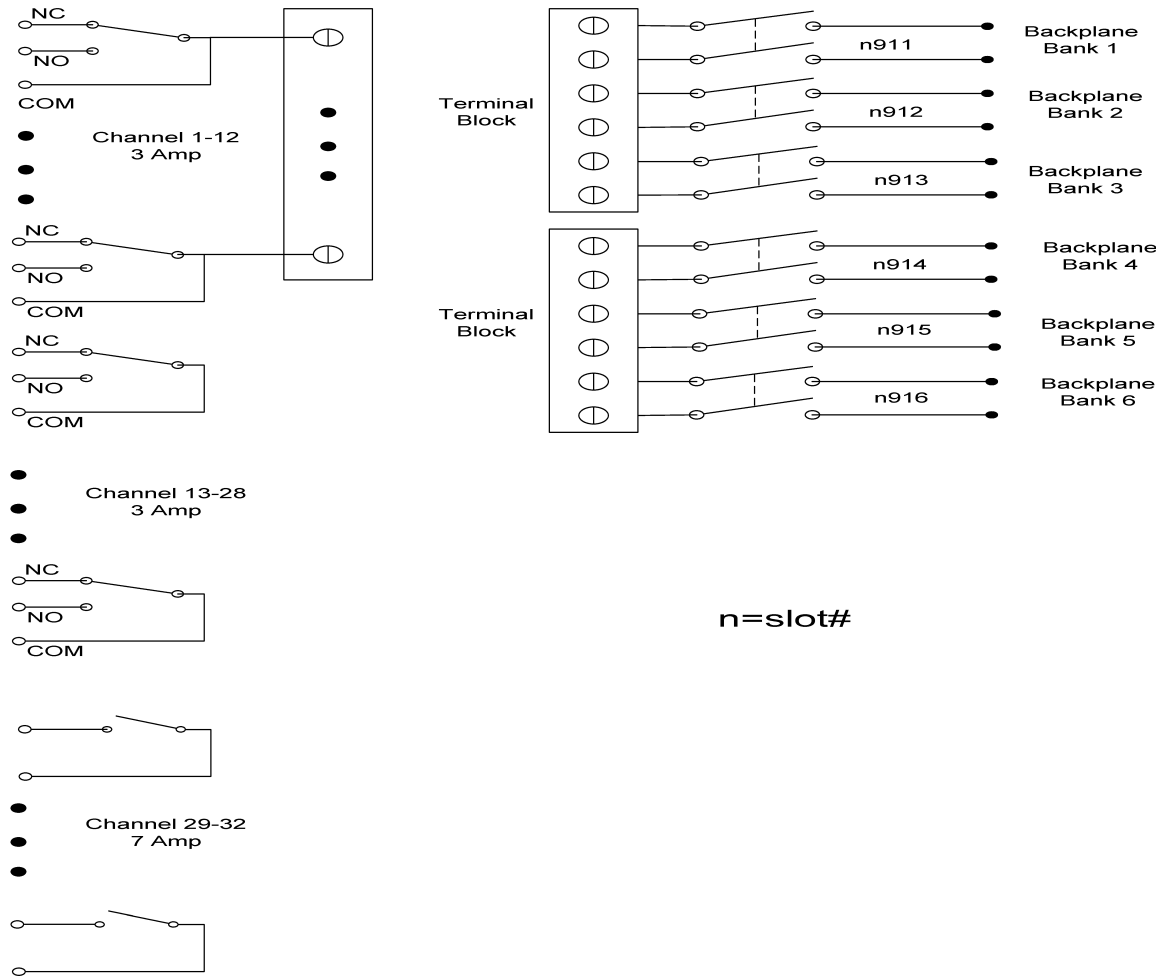 NC
NO
COM
Channel 1-12
3 Amp
NC
NO
COM
NC
NO
COM
Channel 13-28
3 Amp
NC
NO
COM
Channel 29-32
7 Amp
Terminal
Block
n911
Backplane
Bank 1
n912
Backplane
Bank 2
n913
Backplane
Bank 3
Terminal
Block
n914
Backplane
Bank 4
n915
Backplane
Bank 5
n916
Backplane
Bank 6
n=slot#